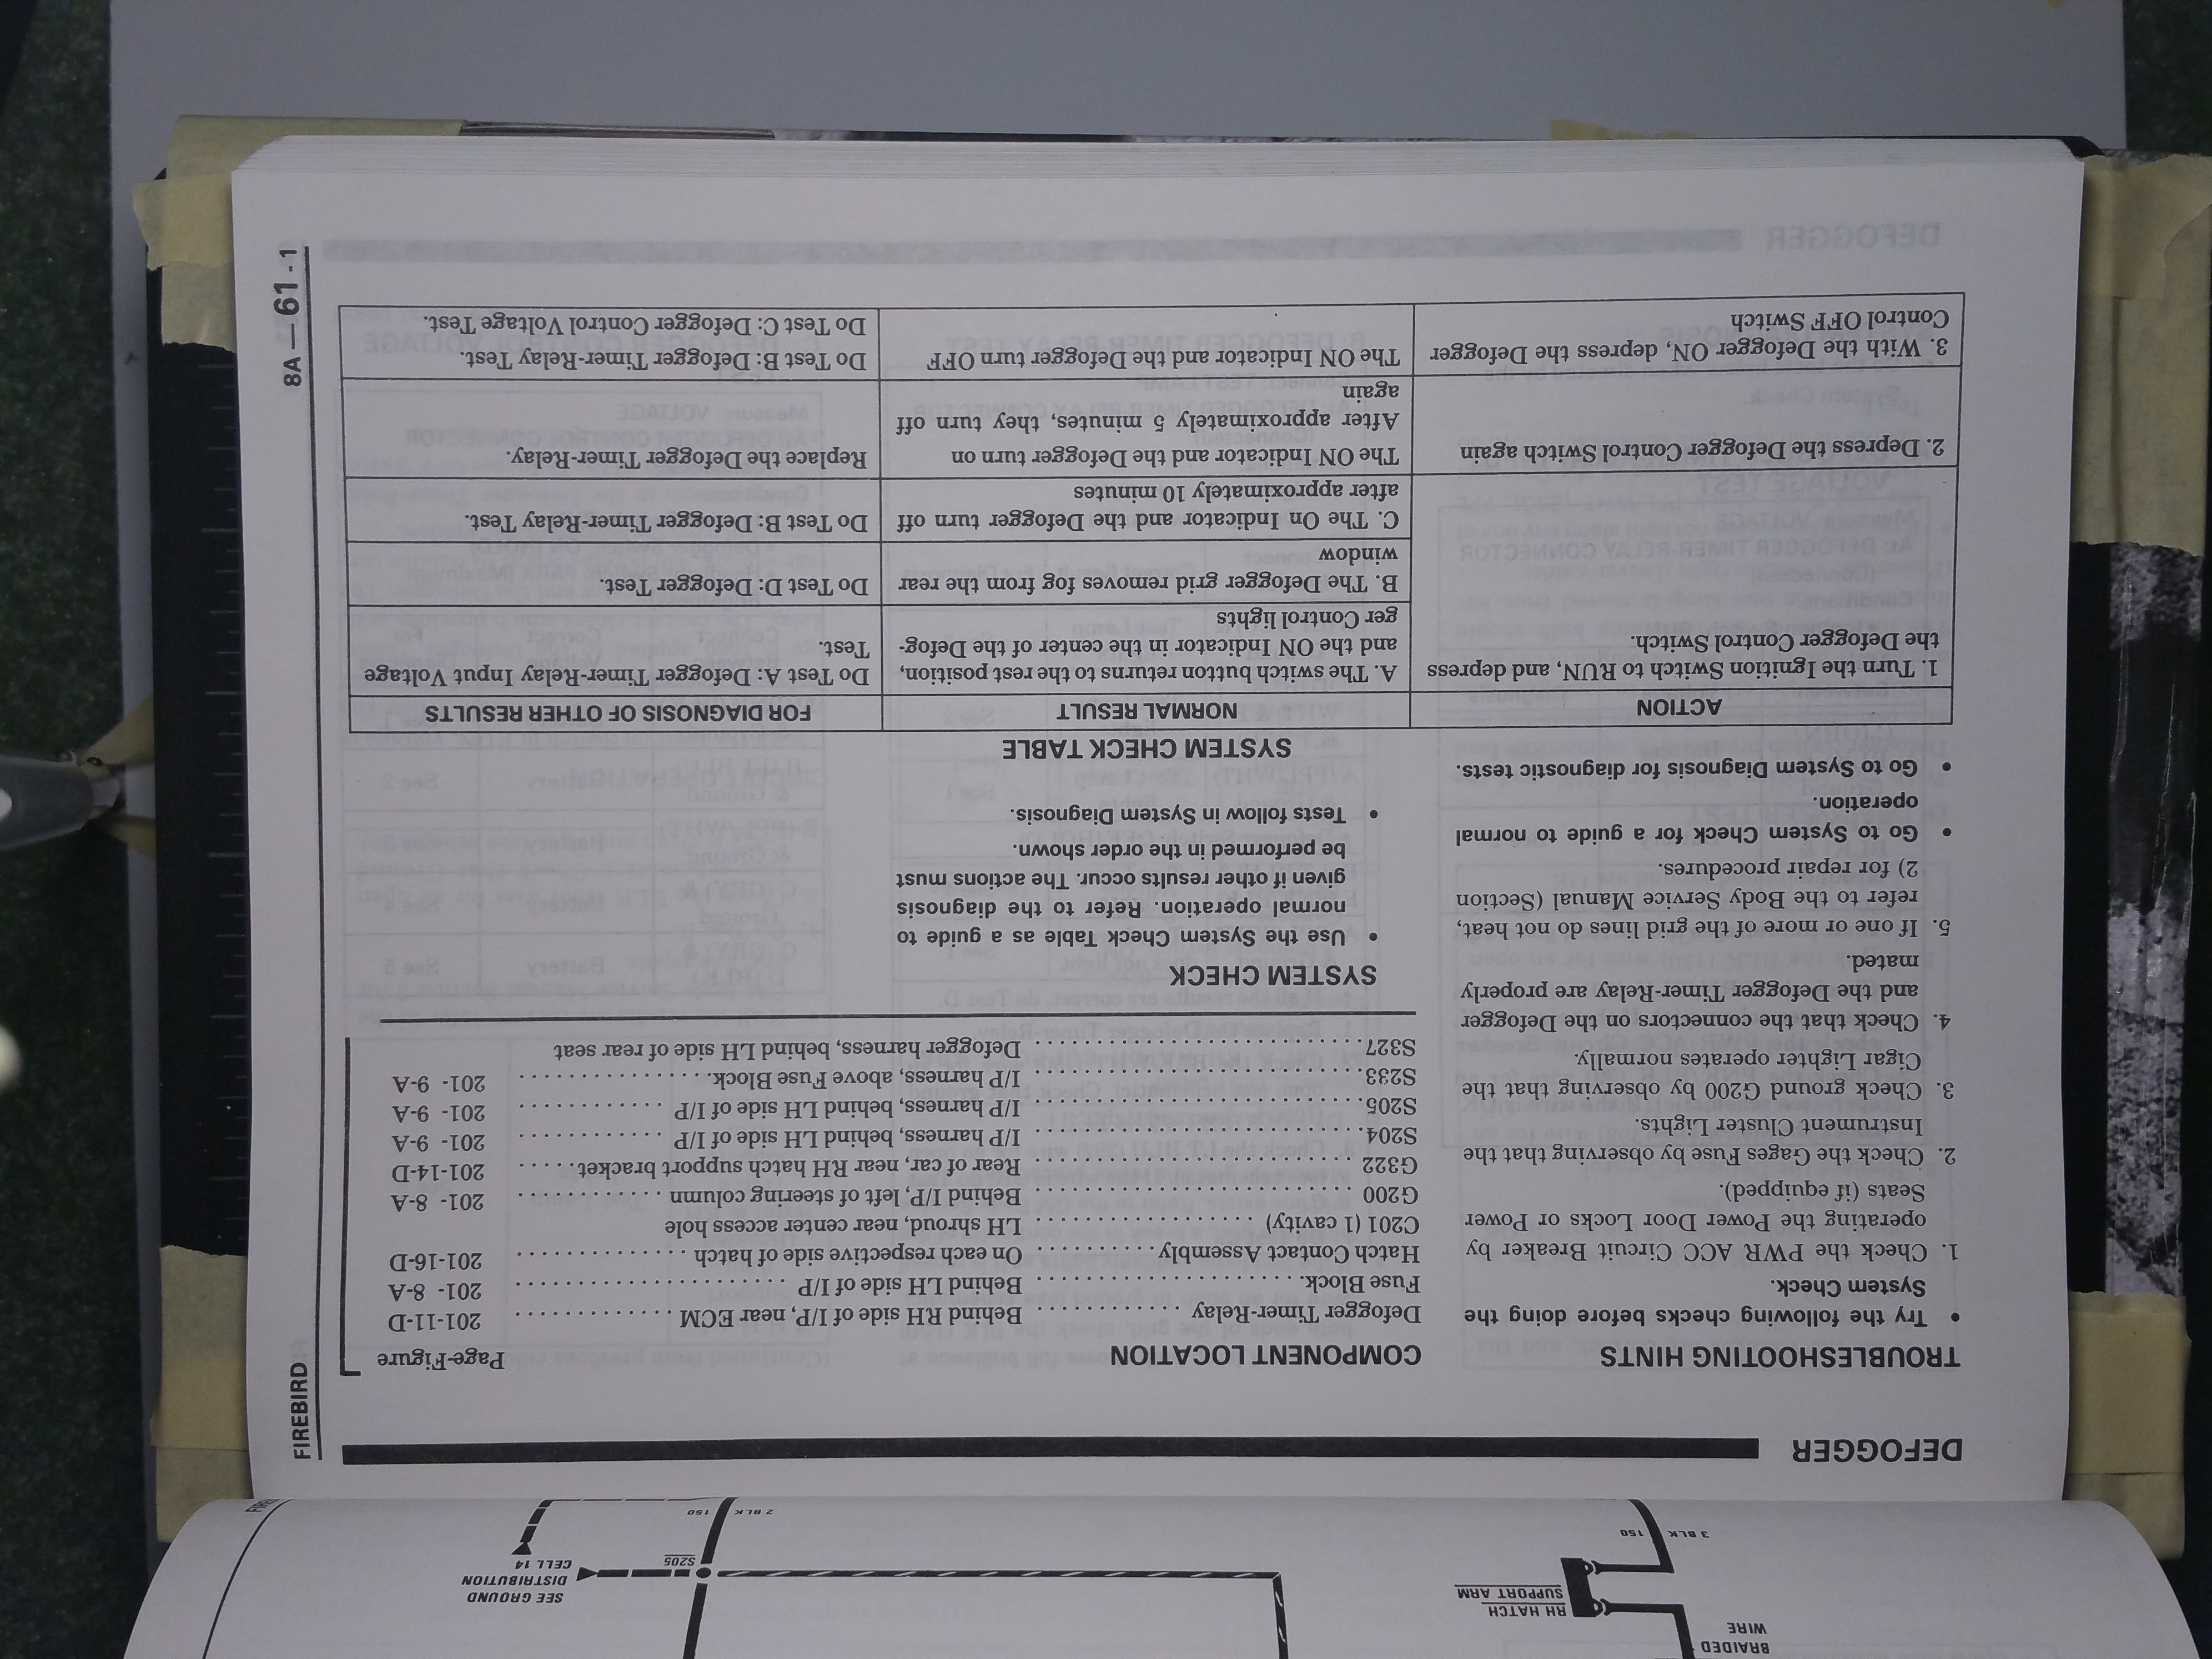 BRAIDED
WIRE
RH HATCH
SUPPORT ARM
3 BLK 150
SEE GROUND
DISTRIBUTION
CELL 14
S205
2 BLK 150
DEFOGGER
FIREBIRD
TROUBLESHOOTING HINTS
• Try the following checks before doing the
System Check.
1. Check the PWR ACC Circuit Breaker by
operating the Power Door Locks or Power
Seats (if equipped).
2. Check the Gages Fuse by observing that the
Instrument Cluster Lights.
3. Check ground G200 by observing that the
Cigar Lighter operates normally.
4. Check that the connectors on the Defogger
and the Defogger Timer-Relay are properly
mated.
5. If one or more of the grid lines do not heat,
refer to the Body Service Manual (Section
2) for repair procedures.
• Go to System Check for a guide to normal
operation.
• Go to System Diagnosis for diagnostic tests.
COMPONENT LOCATION Page-Figure
Defogger Timer-Relay ............ Behind RH side of I/P, near ECM ............ 201-11-D
Fuse Block. ............ Behind LH side of I/P ............ 201- 8-A
Hatch Contact Assembly ............ On each respective side of hatch ............ 201-16-D
C201 (1 cavity) ............ LH shroud, near center access hole
G200 ............ Behind I/P, left of steering column ............ 201- 8-A
G322 ............ Rear of car, near RH hatch support bracket ..... 201-14-D
S204 ............ I/P harness, behind LH side of I/P ............ 201- 9-A
S205 ............ I/P harness, behind LH side of I/P ............ 201- 9-A
S233 ............ I/P harness, above Fuse Block. ............ 201- 9-A
S327 ............ Defogger harness, behind LH side of rear seat
SYSTEM CHECK
• Use the System Check Table as a guide to
normal operation. Refer to the diagnosis
given if other results occur. The actions must
be performed in the order shown.
• Tests follow in System Diagnosis.
SYSTEM CHECK TABLE
ACTION NORMAL RESULT FOR DIAGNOSIS OF OTHER RESULTS
1. Turn the Ignition Switch to RUN, and depress
the Defogger Control Switch.
A. The switch button returns to the rest position,
and the ON Indicator in the center of the Defog-
ger Control lights
Do Test A: Defogger Timer-Relay Input Voltage
Test.
B. The Defogger grid removes fog from the rear
window
Do Test D: Defogger Test.
C. The On Indicator and the Defogger turn off
after approximately 10 minutes
Do Test B: Defogger Timer-Relay Test.
2. Depress the Defogger Control Switch again
The ON Indicator and the Defogger turn on
After approximately 5 minutes, they turn off
again
Replace the Defogger Timer-Relay.
3. With the Defogger ON, depress the Defogger
Control OFF Switch
The ON Indicator and the Defogger turn OFF
Do Test B: Defogger Timer-Relay Test.
Do Test C: Defogger Control Voltage Test.
8A — 61 - 1